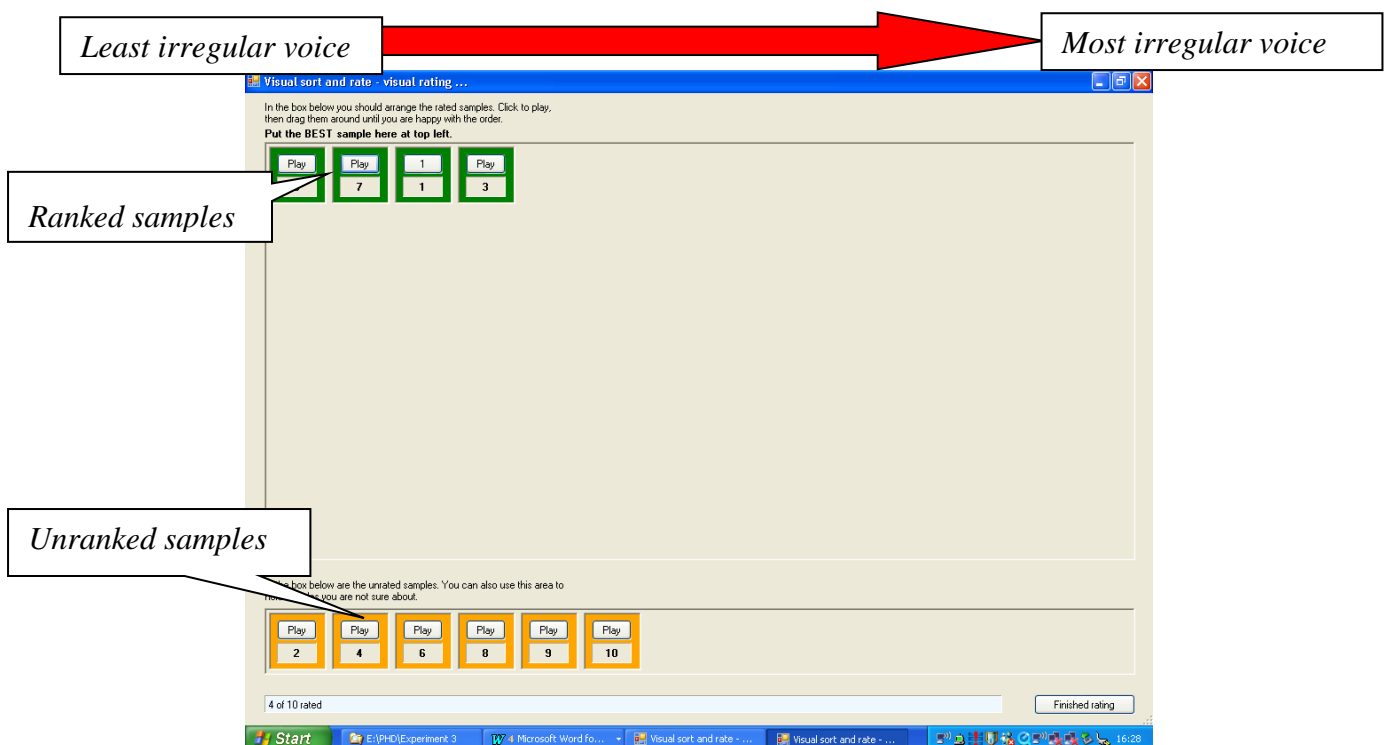 Least irregular voice
Most irregular voice
Visual sort and rate - visual rating ...
In the box below you should arrange the rated samples. Click to play,
then drag them around until you are happy with the order.
Put the BEST sample here at top left.
Play Play 1 Play
7 1 3
Ranked samples
Unranked samples
box below are the unrated samples. You can also use this area to
you are not sure about.
Play Play Play Play Play Play
2 4 6 8 9 10
4 of 10 rated
Finished rating
Start E:\PHD\Experiment 3 4 Microsoft Word fo... Visual sort and rate - ... Visual sort and rate - ... 16:28